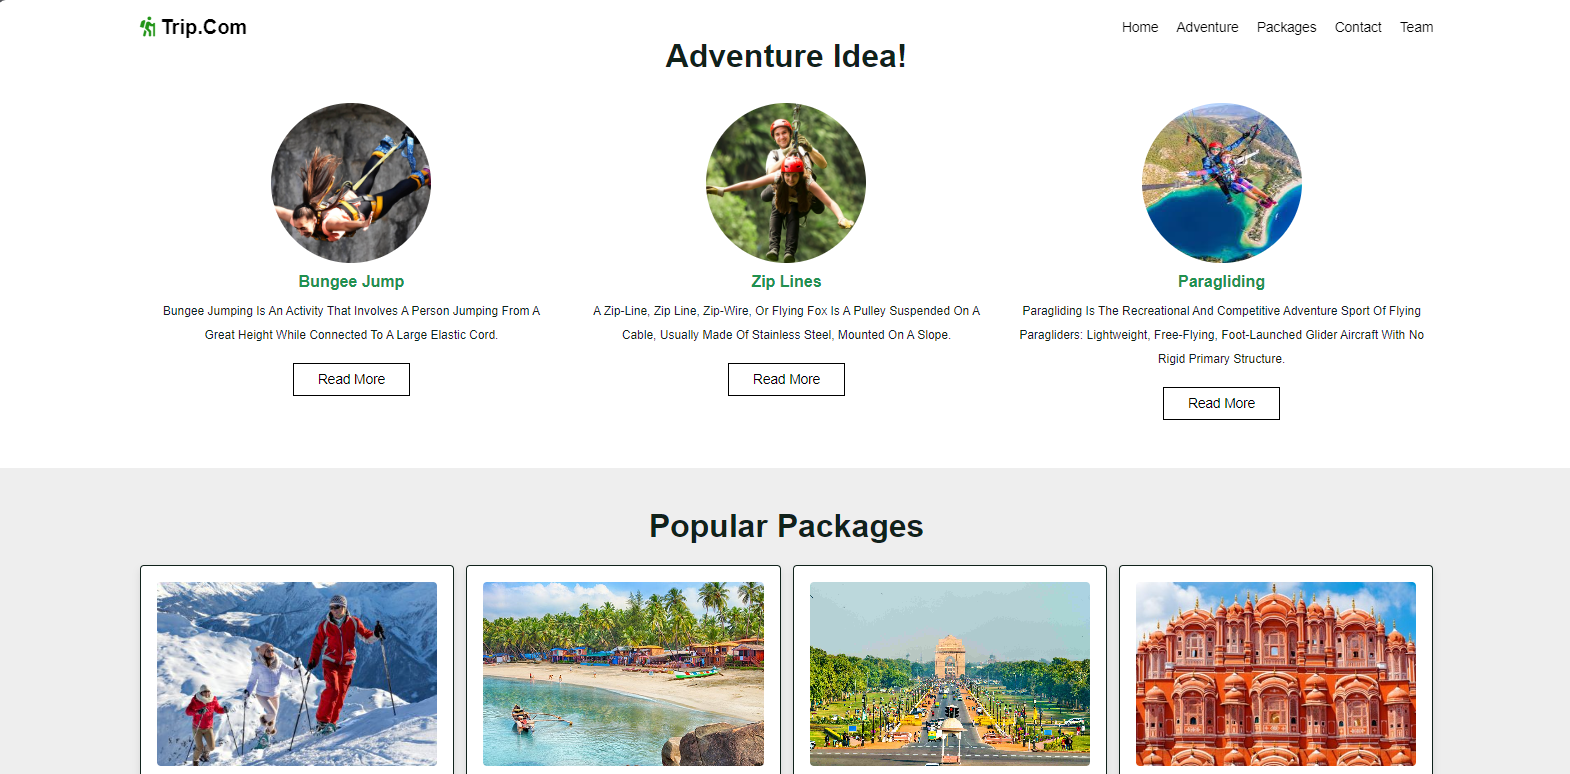 Trip.Com
Home Adventure Packages Contact Team
Adventure Idea!
Bungee Jump
Bungee Jumping Is An Activity That Involves A Person Jumping From A
Great Height While Connected To A Large Elastic Cord.
Read More
Zip Lines
A Zip-Line, Zip Line, Zip-Wire, Or Flying Fox Is A Pulley Suspended On A
Cable, Usually Made Of Stainless Steel, Mounted On A Slope.
Read More
Paragliding
Paragliding Is The Recreational And Competitive Adventure Sport Of Flying
Paragliders: Lightweight, Free-Flying, Foot-Launched Glider Aircraft With No
Rigid Primary Structure.
Read More
Popular Packages